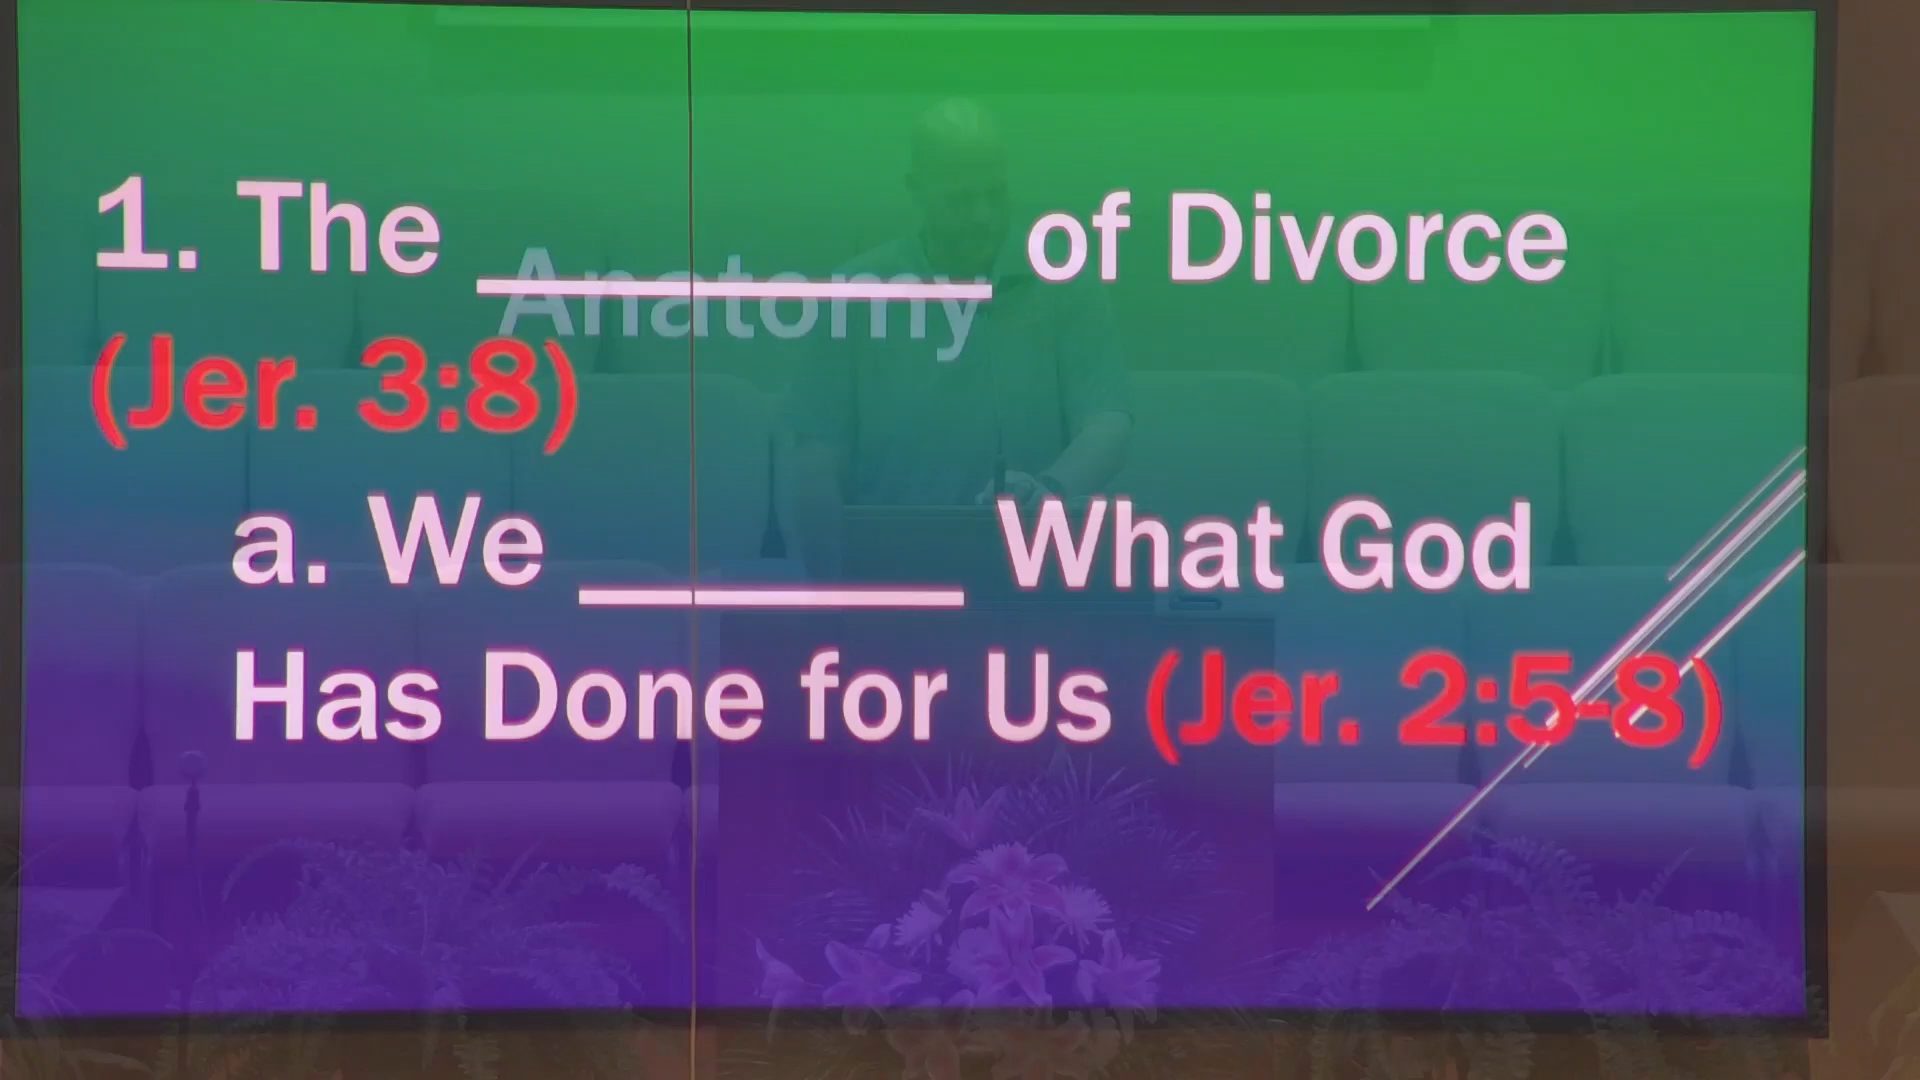 1. The Anatomy of Divorce
(Jer. 3:8)
a. We ________ What God
Has Done for Us (Jer. 2:5-8)